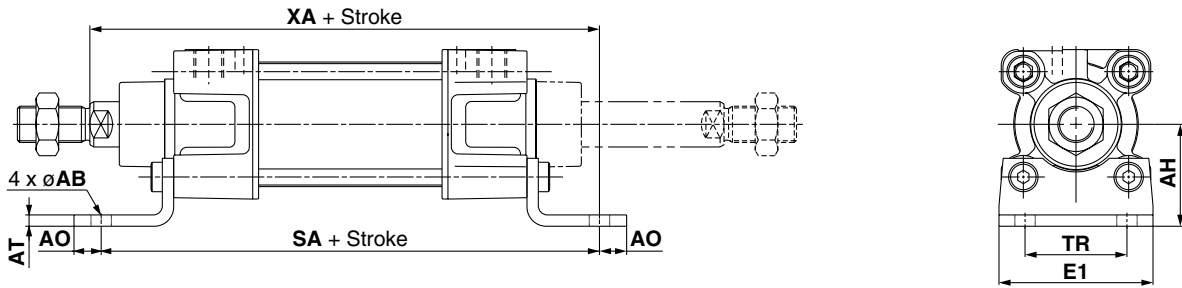 XA + Stroke
4 x øAB
AT
AO
SA + Stroke
AO
AH
TR
E1